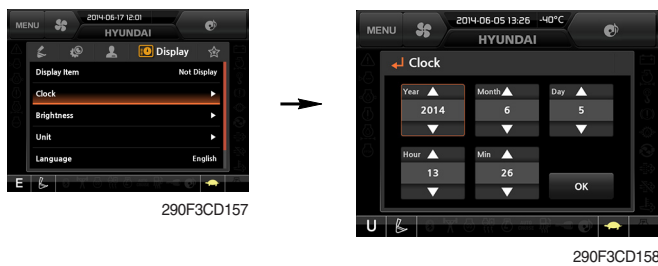 2014-06-17 12:01
MENU
HYUNDAI
Display
Display Item Not Display
Clock
Brightness
Unit
Language English
E
290F3CD157
2014-06-05 13:26 -40°C
MENU
HYUNDAI
Clock
Year Month Day
2014 6 5
Hour Min
13 26
OK
U
290F3CD158